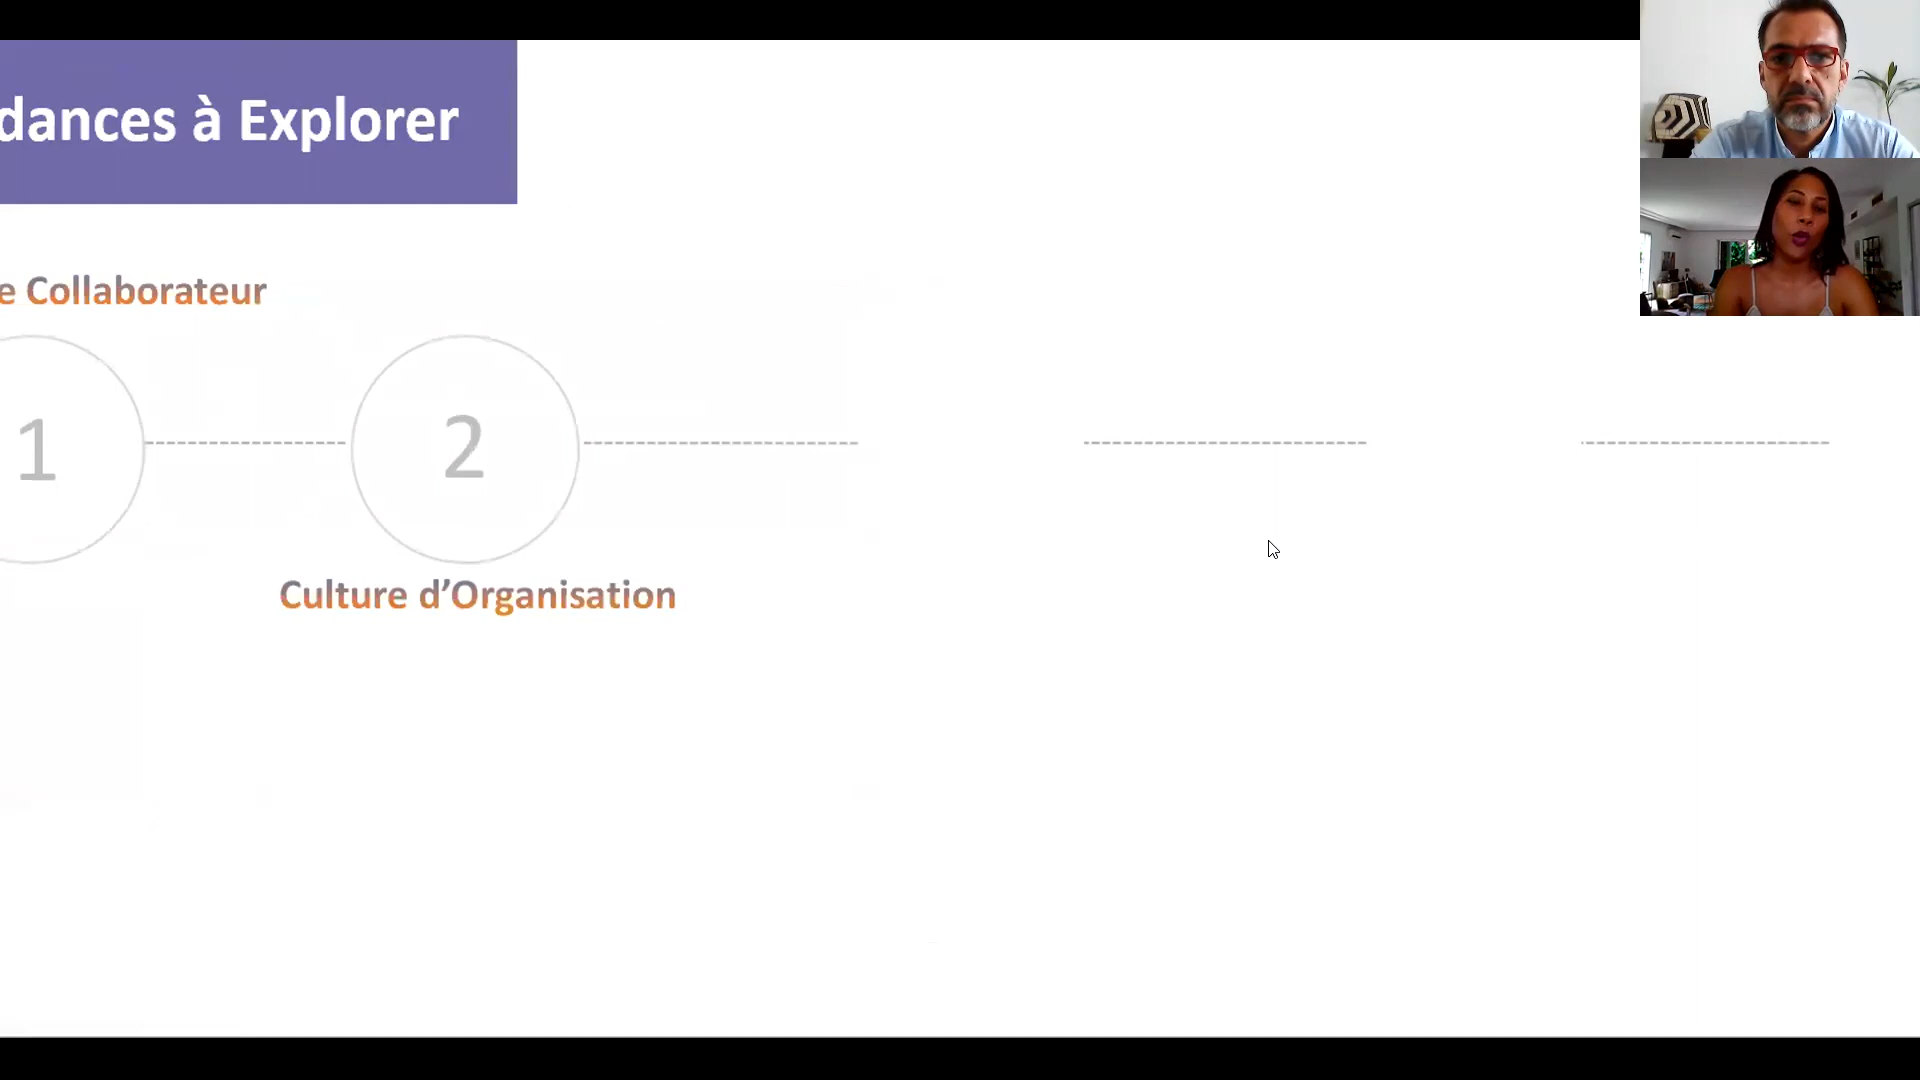 dances à Explorer
e Collaborateur
1
2
Culture d’Organisation